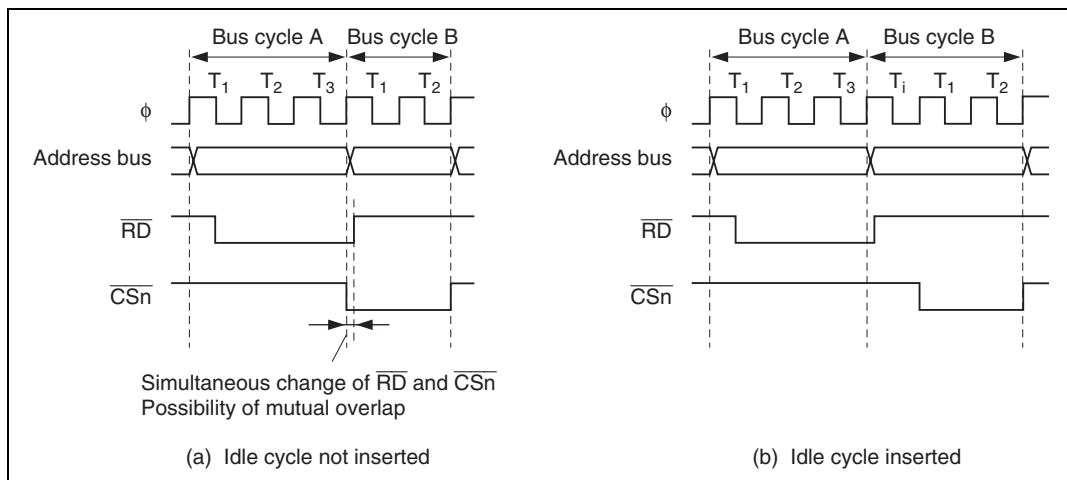 Bus cycle A Bus cycle B
T1 T2 T3 T1 T2
φ
Address bus
RD
CSn
Simultaneous change of RD and CSn
Possibility of mutual overlap
(a) Idle cycle not inserted
Bus cycle A Bus cycle B
T1 T2 T3 Ti T1 T2
φ
Address bus
RD
CSn
(b) Idle cycle inserted